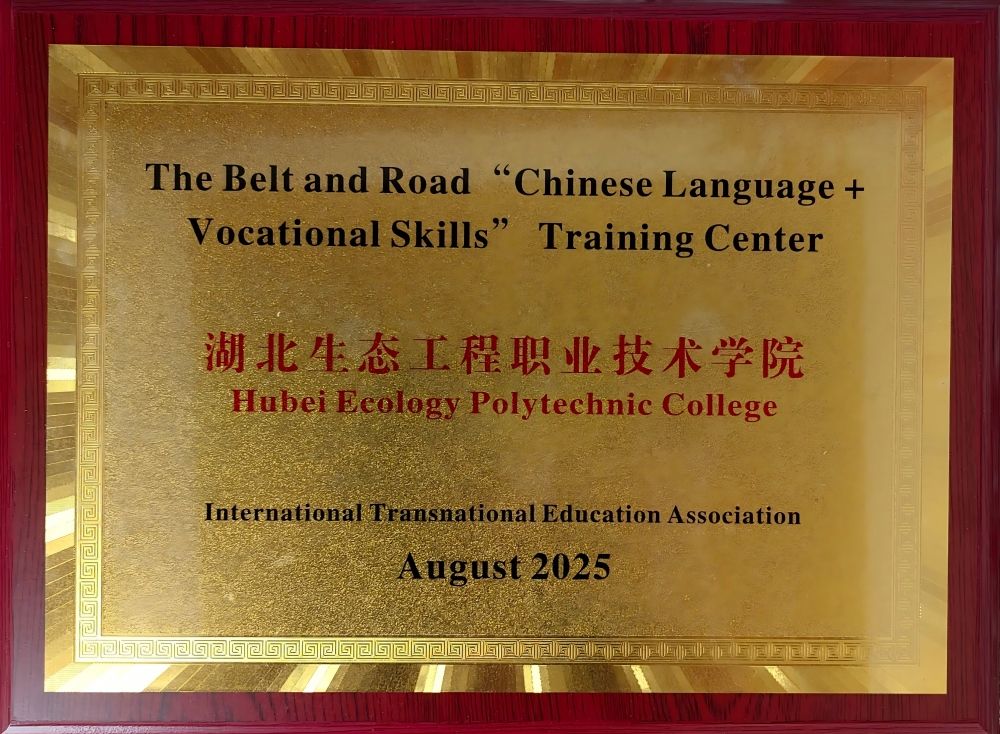 The Belt and Road “Chinese Language +
Vocational Skills” Training Center
湖北生态工程职业技术学院
Hubei Ecology Polytechnic College
International Transnational Education Association
August 2025